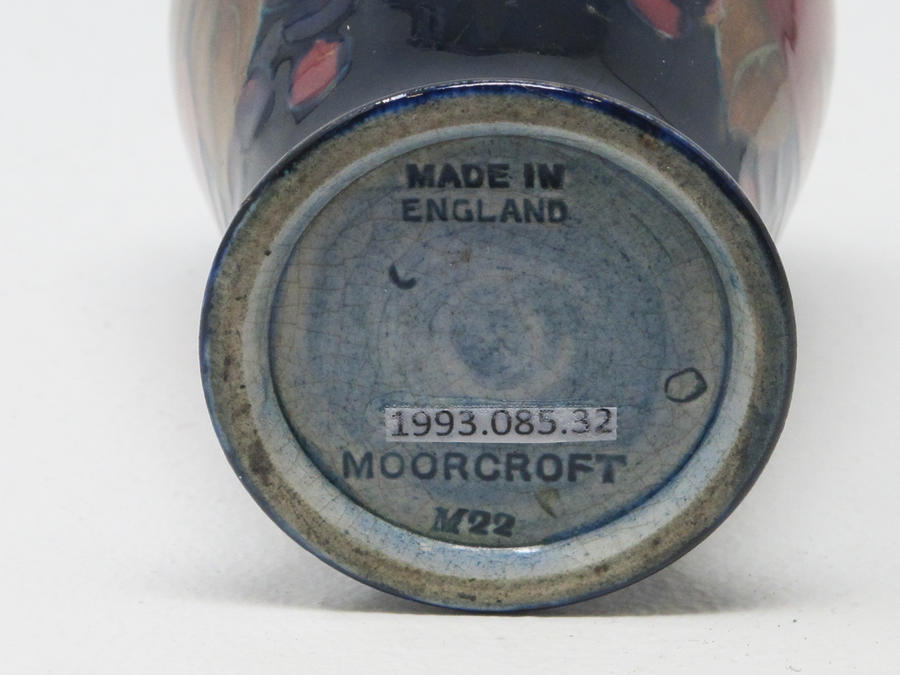 MADE IN
ENGLAND
1993.085.32
MOORCROFT
M22